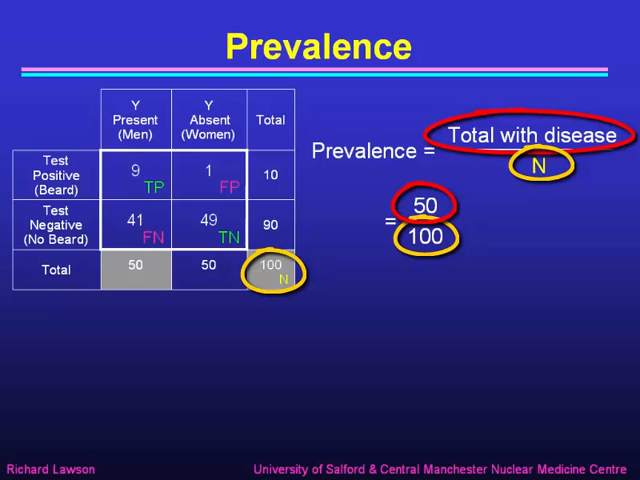 Prevalence
Y Present (Men)
Y Absent (Women)
Total
Test Positive (Beard)
9 TP
1 FP
10
Test Negative (No Beard)
41 FN
49 TN
90
Total
50
50
100 N
Prevalence = Total with disease
N
= 50
100
Richard Lawson
University of Salford & Central Manchester Nuclear Medicine Centre